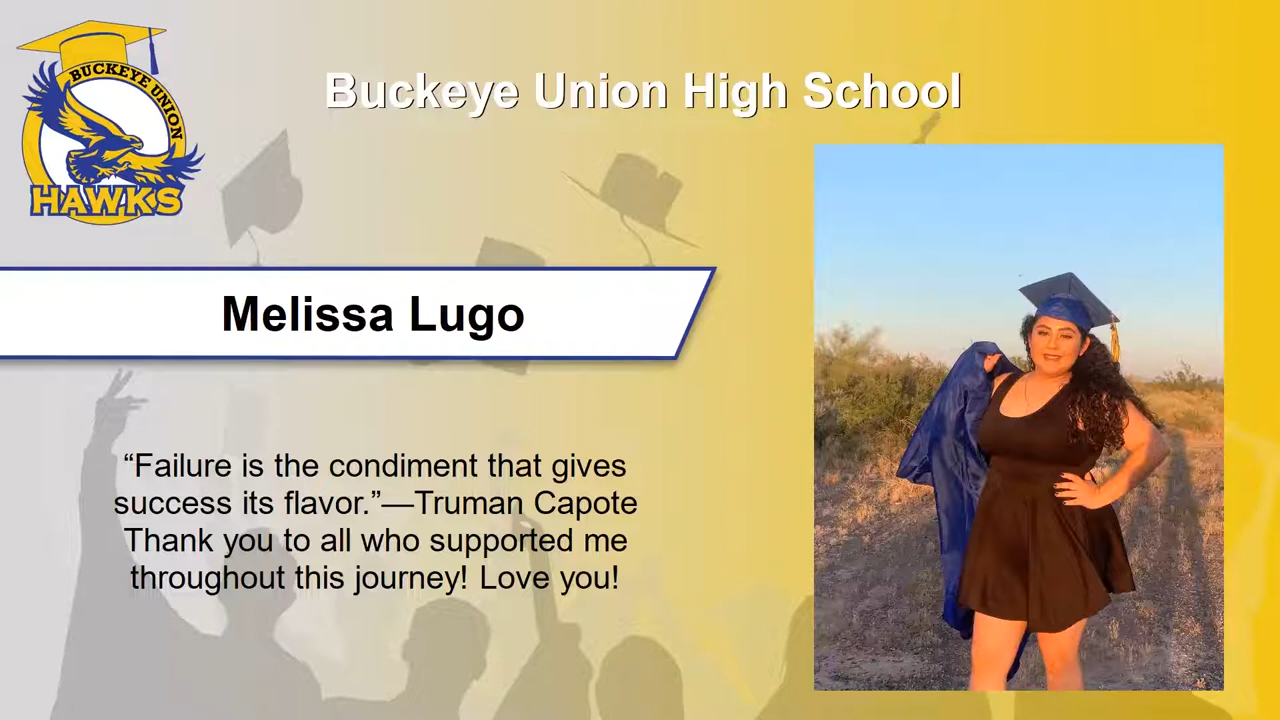 BUCKEYE UNION
HAWKS
Buckeye Union High School
Melissa Lugo
“Failure is the condiment that gives
success its flavor.”—Truman Capote
Thank you to all who supported me
throughout this journey! Love you!